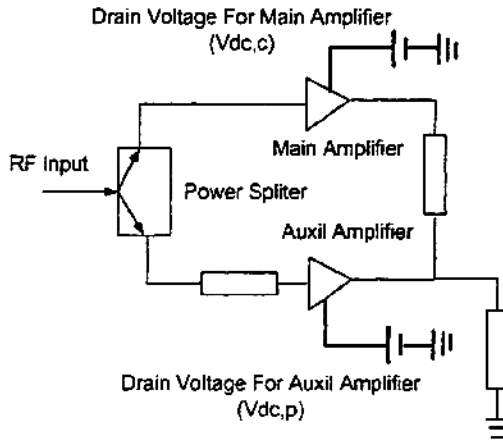 Drain Voltage For Main Amplifier
(Vdc,c)
RF Input
Main Amplifier
Power Spliter
Auxil Amplifier
Drain Voltage For Auxil Amplifier
(Vdc,p)